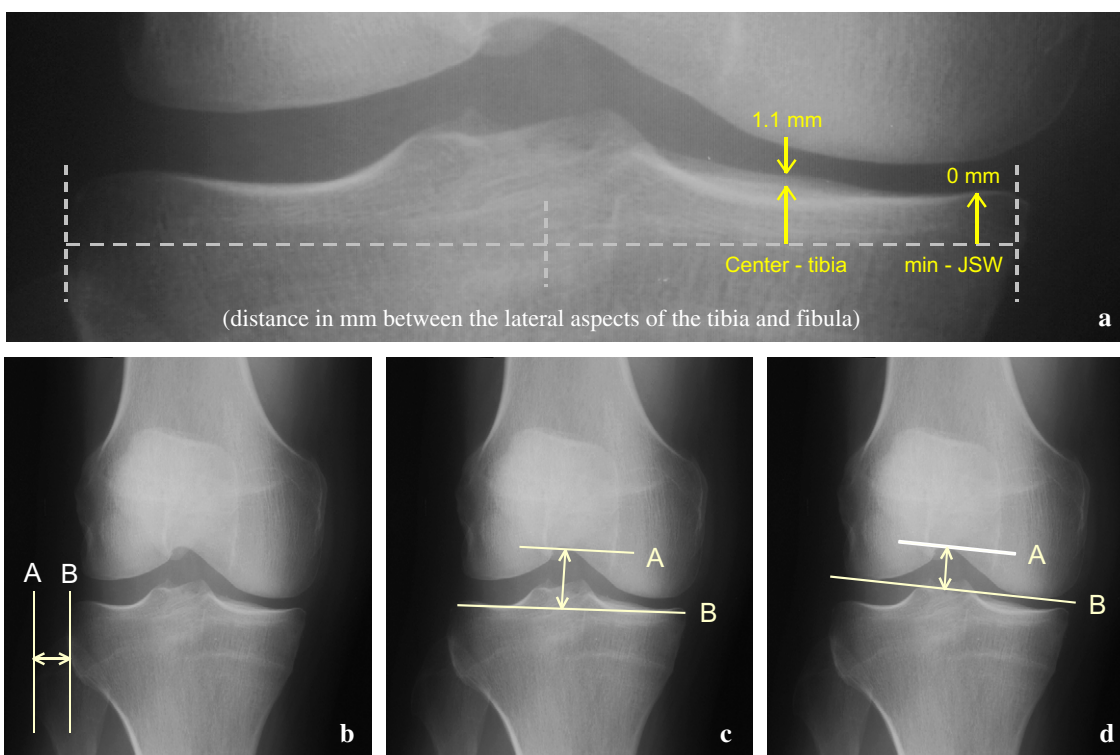 1.1 mm
0 mm
Center - tibia
min - JSW
(distance in mm between the lateral aspects of the tibia and fibula)
a
A
B
b
A
B
c
A
B
d